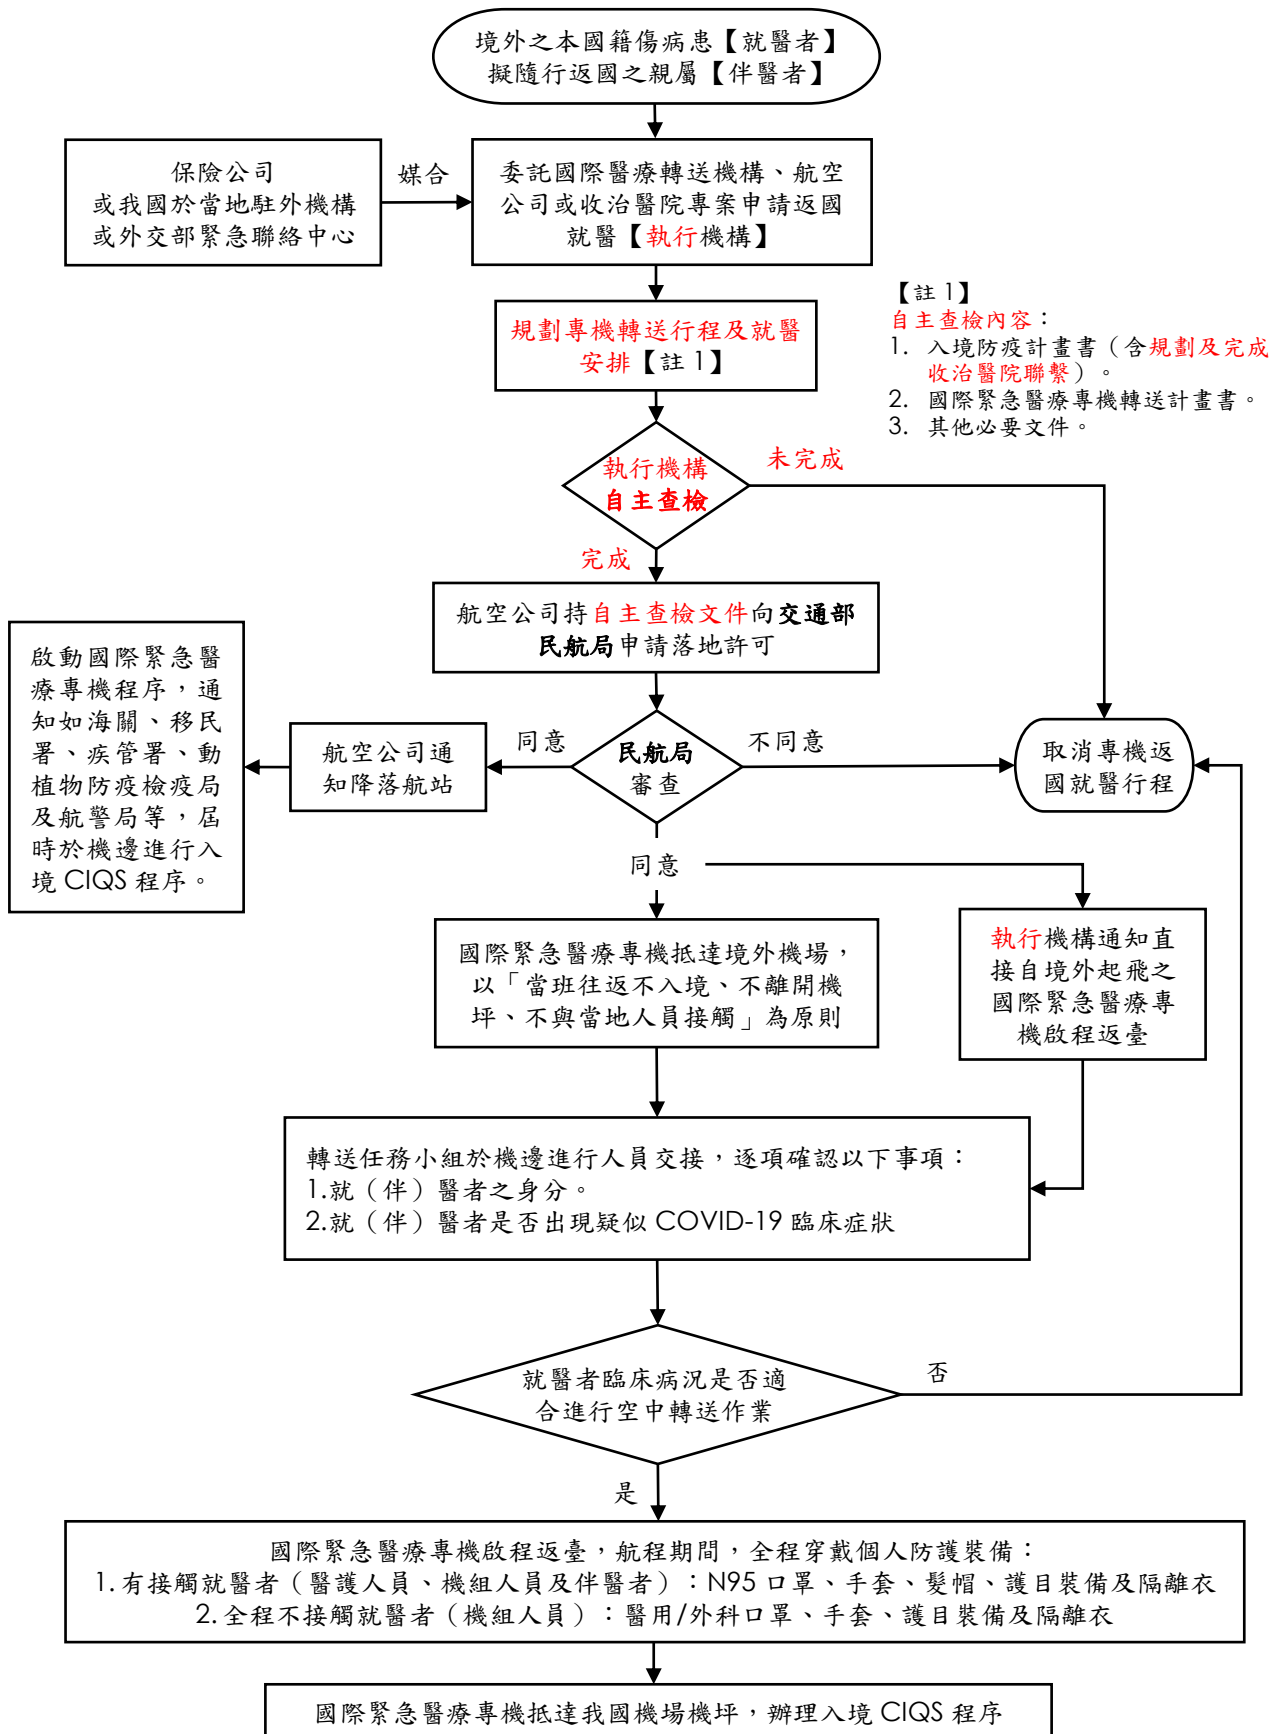 境外之本國籍傷病患【就醫者】
擬隨行返國之親屬【伴醫者】
保險公司
或我國於當地駐外機構
或外交部緊急聯絡中心
媒合
委託國際醫療轉送機構、航空
公司或收治醫院專案申請返國
就醫【執行機構】
規劃專機轉送行程及就醫
安排【註 1】
【註 1】
自主查檢內容：
1. 入境防疫計畫書（含規劃及完成
收治醫院聯繫）。
2. 國際緊急醫療專機轉送計畫書。
3. 其他必要文件。
執行機構
自主查檢
未完成
完成
航空公司持自主查檢文件向交通部
民航局申請落地許可
啟動國際緊急醫
療專機程序，通
知如海關、移民
署、疾管署、動
植物防疫檢疫局
及航警局等，屆
時於機邊進行入
境 CIQS 程序。
航空公司通
知降落航站
同意
民航局
審查
不同意
取消專機返
國就醫行程
同意
國際緊急醫療專機抵達境外機場，
以「當班往返不入境、不離開機
坪、不與當地人員接觸」為原則
執行機構通知直
接自境外起飛之
國際緊急醫療專
機啟程返臺
轉送任務小組於機邊進行人員交接，逐項確認以下事項：
1.就（伴）醫者之身分。
2.就（伴）醫者是否出現疑似 COVID-19 臨床症狀
就醫者臨床病況是否適
合進行空中轉送作業
否
是
國際緊急醫療專機啟程返臺，航程期間，全程穿戴個人防護裝備：
1. 有接觸就醫者（醫護人員、機組人員及伴醫者）：N95 口罩、手套、髮帽、護目裝備及隔離衣
2. 全程不接觸就醫者（機組人員）：醫用/外科口罩、手套、護目裝備及隔離衣
國際緊急醫療專機抵達我國機場機坪，辦理入境 CIQS 程序